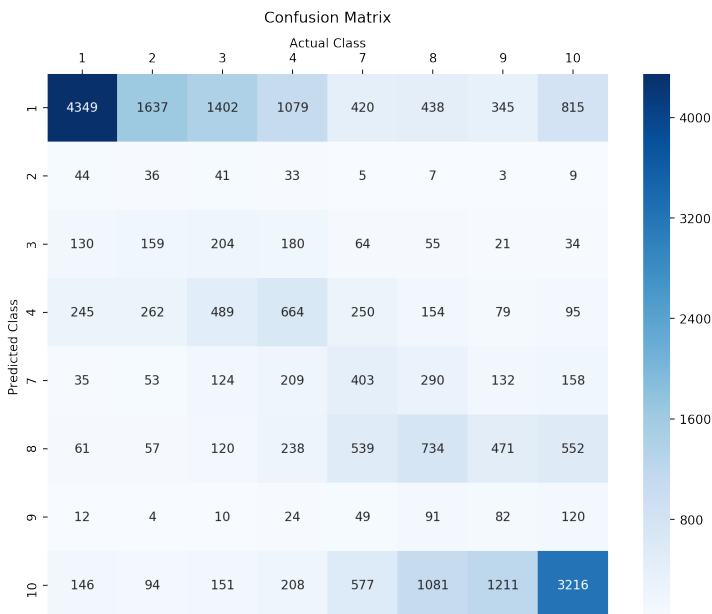 Confusion Matrix
Actual Class
1 2 3 4 7 8 9 10
1 4349 1637 1402 1079 420 438 345 815
2 44 36 41 33 5 7 3 9
3 130 159 204 180 64 55 21 34
4 245 262 489 664 250 154 79 95
7 35 53 124 209 403 290 132 158
8 61 57 120 238 539 734 471 552
9 12 4 10 24 49 91 82 120
10 146 94 151 208 577 1081 1211 3216
Predicted Class
4000
3200
2400
1600
800